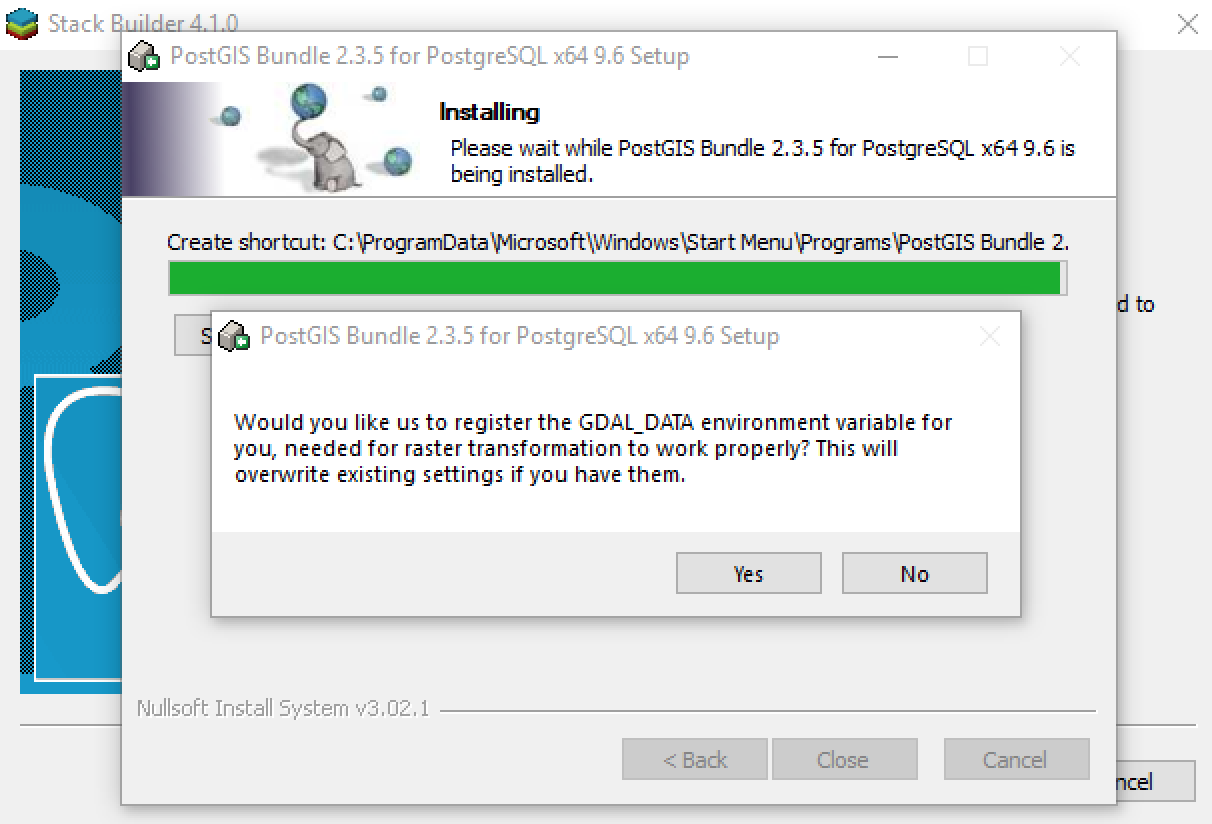 Stack Builder 4.1.0
PostGIS Bundle 2.3.5 for PostgreSQL x64 9.6 Setup
Installing
Please wait while PostGIS Bundle 2.3.5 for PostgreSQL x64 9.6 is
being installed.
Create shortcut: C:\ProgramData\Microsoft\Windows\Start Menu\Programs\PostGIS Bundle 2.
d to
S
PostGIS Bundle 2.3.5 for PostgreSQL x64 9.6 Setup
Would you like us to register the GDAL_DATA environment variable for
you, needed for raster transformation to work properly? This will
overwrite existing settings if you have them.
Yes No
Nullsoft Install System v3.02.1
< Back Close Cancel
ncel